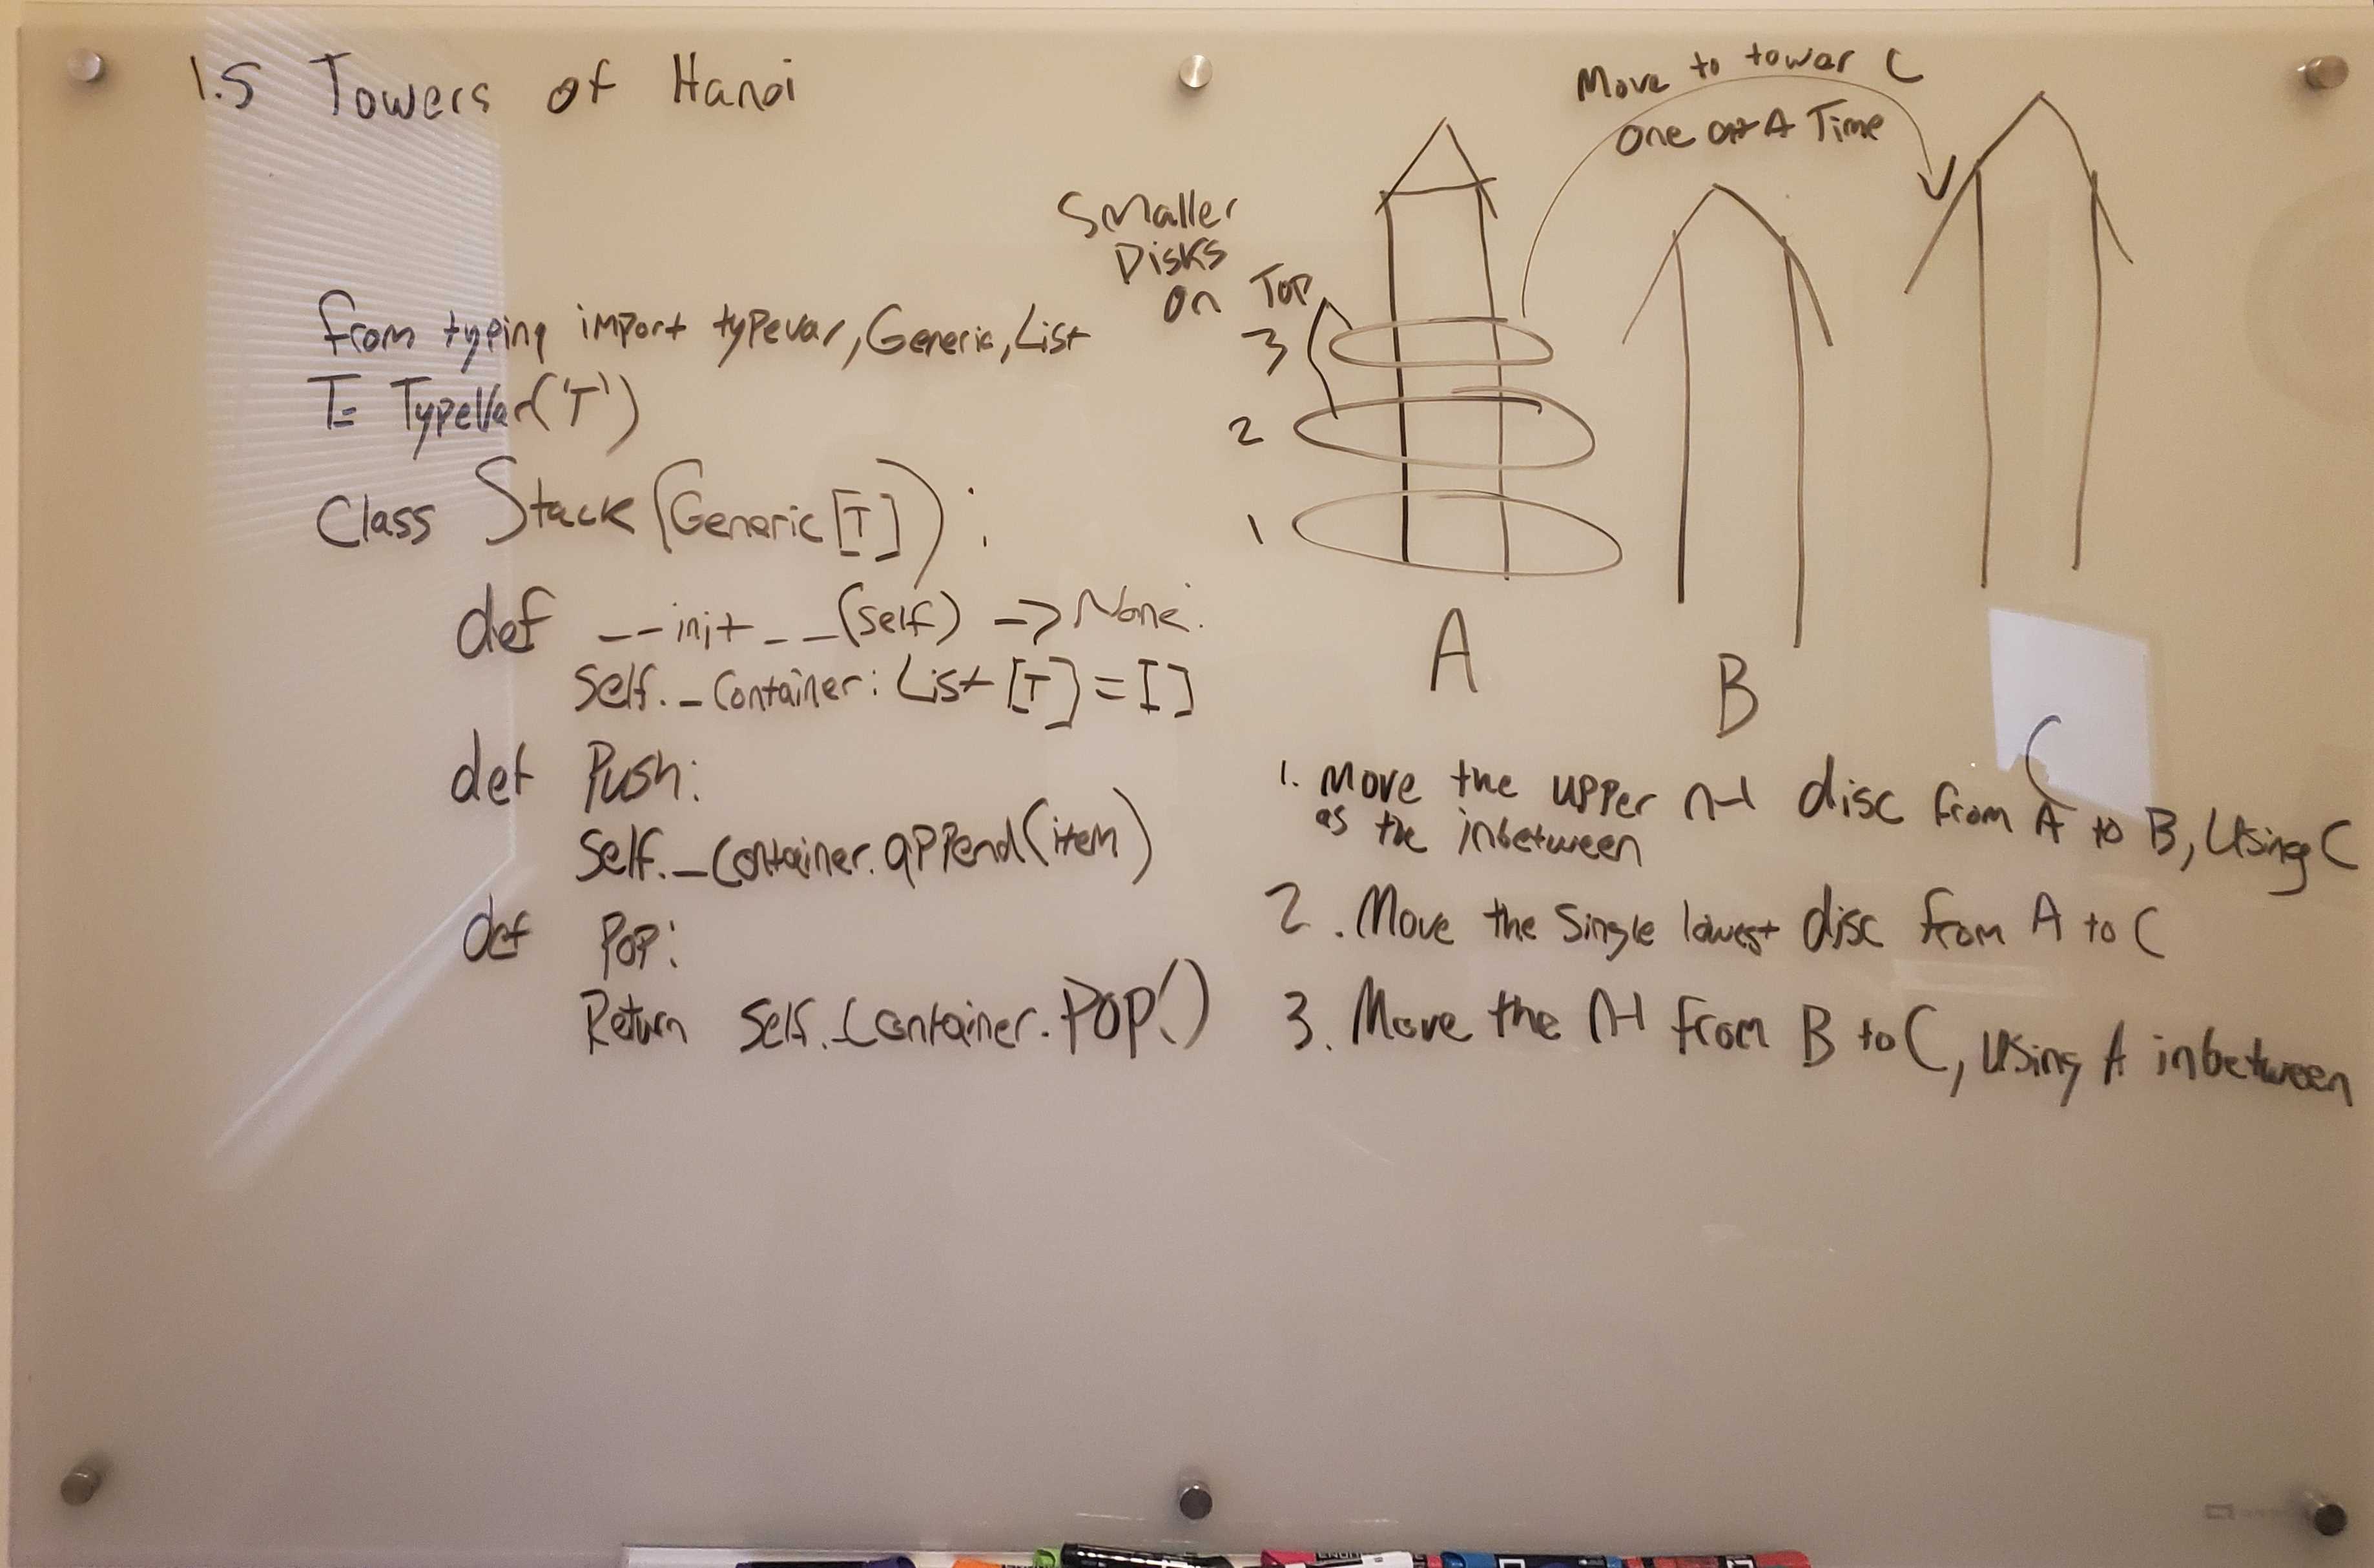 1.5 Towers of Hanoi
from typing import typevar, Generic, List
T= TypeVar('T')
Class Stack(Generic[T]):
def __init__(self) -> None:
Self._Container: List[T] = []
def Push:
Self._Container.append(item)
def Pop:
Return Self._Container.Pop()
Smaller
Disks
on Top
3
2
1
Move to tower C
One at A Time
A
B
C
1. Move the upper n-1 disc from A to B, Using C
as the inbetween
2. Move the Single lowest disc from A to C
3. Move the n-1 from B to C, Using A inbetween